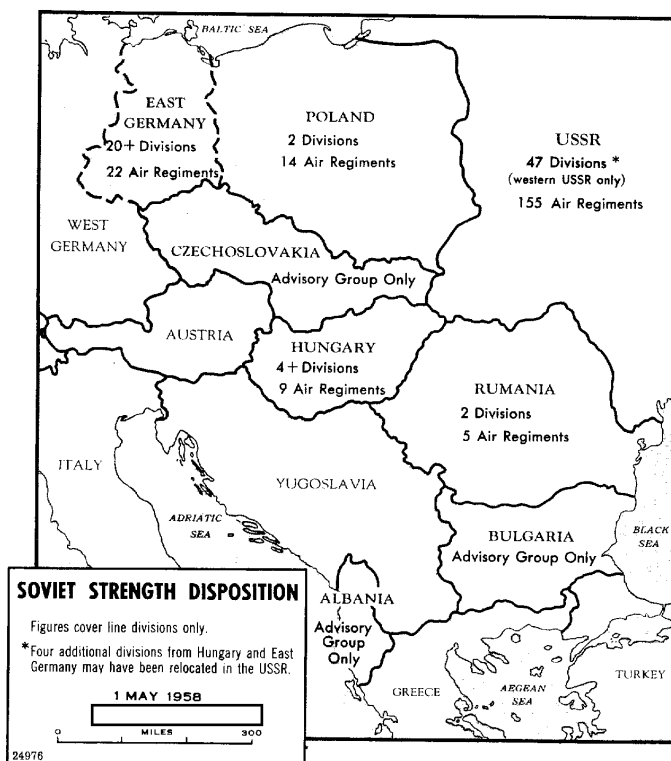 BALTIC SEA
EAST
GERMANY
20+ Divisions
22 Air Regiments
POLAND
2 Divisions
14 Air Regiments
USSR
47 Divisions *
(western USSR only)
155 Air Regiments
WEST
GERMANY
CZECHOSLOVAKIA
Advisory Group Only
AUSTRIA
HUNGARY
4+ Divisions
9 Air Regiments
RUMANIA
2 Divisions
5 Air Regiments
ITALY
ADRIATIC
SEA
YUGOSLAVIA
BULGARIA
Advisory Group Only
BLACK
SEA
ALBANIA
Advisory
Group
Only
GREECE
AEGEAN
SEA
TURKEY
SOVIET STRENGTH DISPOSITION
Figures cover line divisions only.
*Four additional divisions from Hungary and East
Germany may have been relocated in the USSR.
1 MAY 1958
0 MILES 300
24976